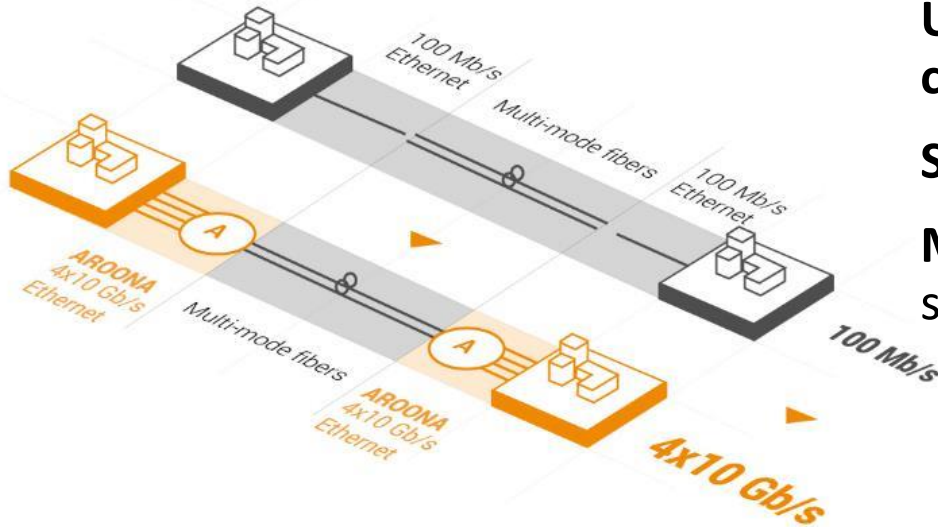 100 Mb/s
Ethernet
Multi-mode fibers
100 Mb/s
Ethernet
100 Mb/s
A
AROONA
4x10 Gb/s
Ethernet
Multi-mode fibers
A
AROONA
4x10 Gb/s
Ethernet
4x10 Gb/s